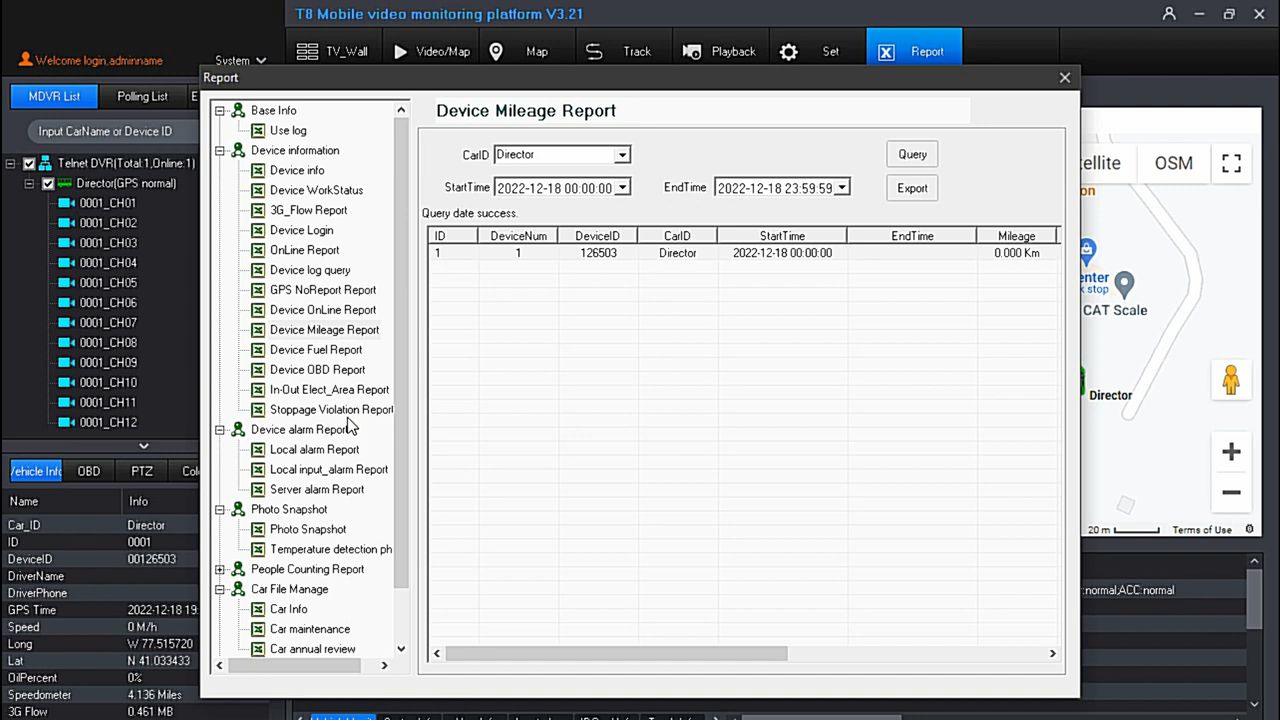 T8 Mobile video monitoring platform V3.21
Welcome login,adminname
System
TV_Wall
Video/Map
Map
Track
Playback
Set
Report
MDVR List
Polling List
E
Input CarName or Device ID
Telnet DVR(Total:1,Online:1)
Director(GPS normal)
0001_CH01
0001_CH02
0001_CH03
0001_CH04
0001_CH05
0001_CH06
0001_CH07
0001_CH08
0001_CH09
0001_CH10
0001_CH11
0001_CH12
Vehicle Info
OBD
PTZ
Col
Name Info
Car_ID Director
ID 0001
DeviceID 00126503
DriverName
DriverPhone
GPS Time 2022-12-18 19:
Speed 0 M/h
Long W 77.515720
Lat N 41.033433
OilPercent 0%
Speedometer 4.136 Miles
3G Flow 0.461 MB
Report
Base Info
Use log
Device information
Device info
Device WorkStatus
3G_Flow Report
Device Login
OnLine Report
Device log query
GPS NoReport Report
Device OnLine Report
Device Mileage Report
Device Fuel Report
Device OBD Report
In-Out Elect_Area Report
Stoppage Violation Report
Device alarm Report
Local alarm Report
Local input_alarm Report
Server alarm Report
Photo Snapshot
Photo Snapshot
Temperature detection ph
People Counting Report
Car File Manage
Car Info
Car maintenance
Car annual review
Device Mileage Report
CarID Director
Query
StartTime 2022-12-18 00:00:00 EndTime 2022-12-18 23:59:59
Export
Query date success.
ID DeviceNum DeviceID CarID StartTime EndTime Mileage
1 1 126503 Director 2022-12-18 00:00:00 0.000 Km
ellite
OSM
on
enter
k stop
CAT Scale
Director
20 m
Terms of Use
:normal,ACC:normal